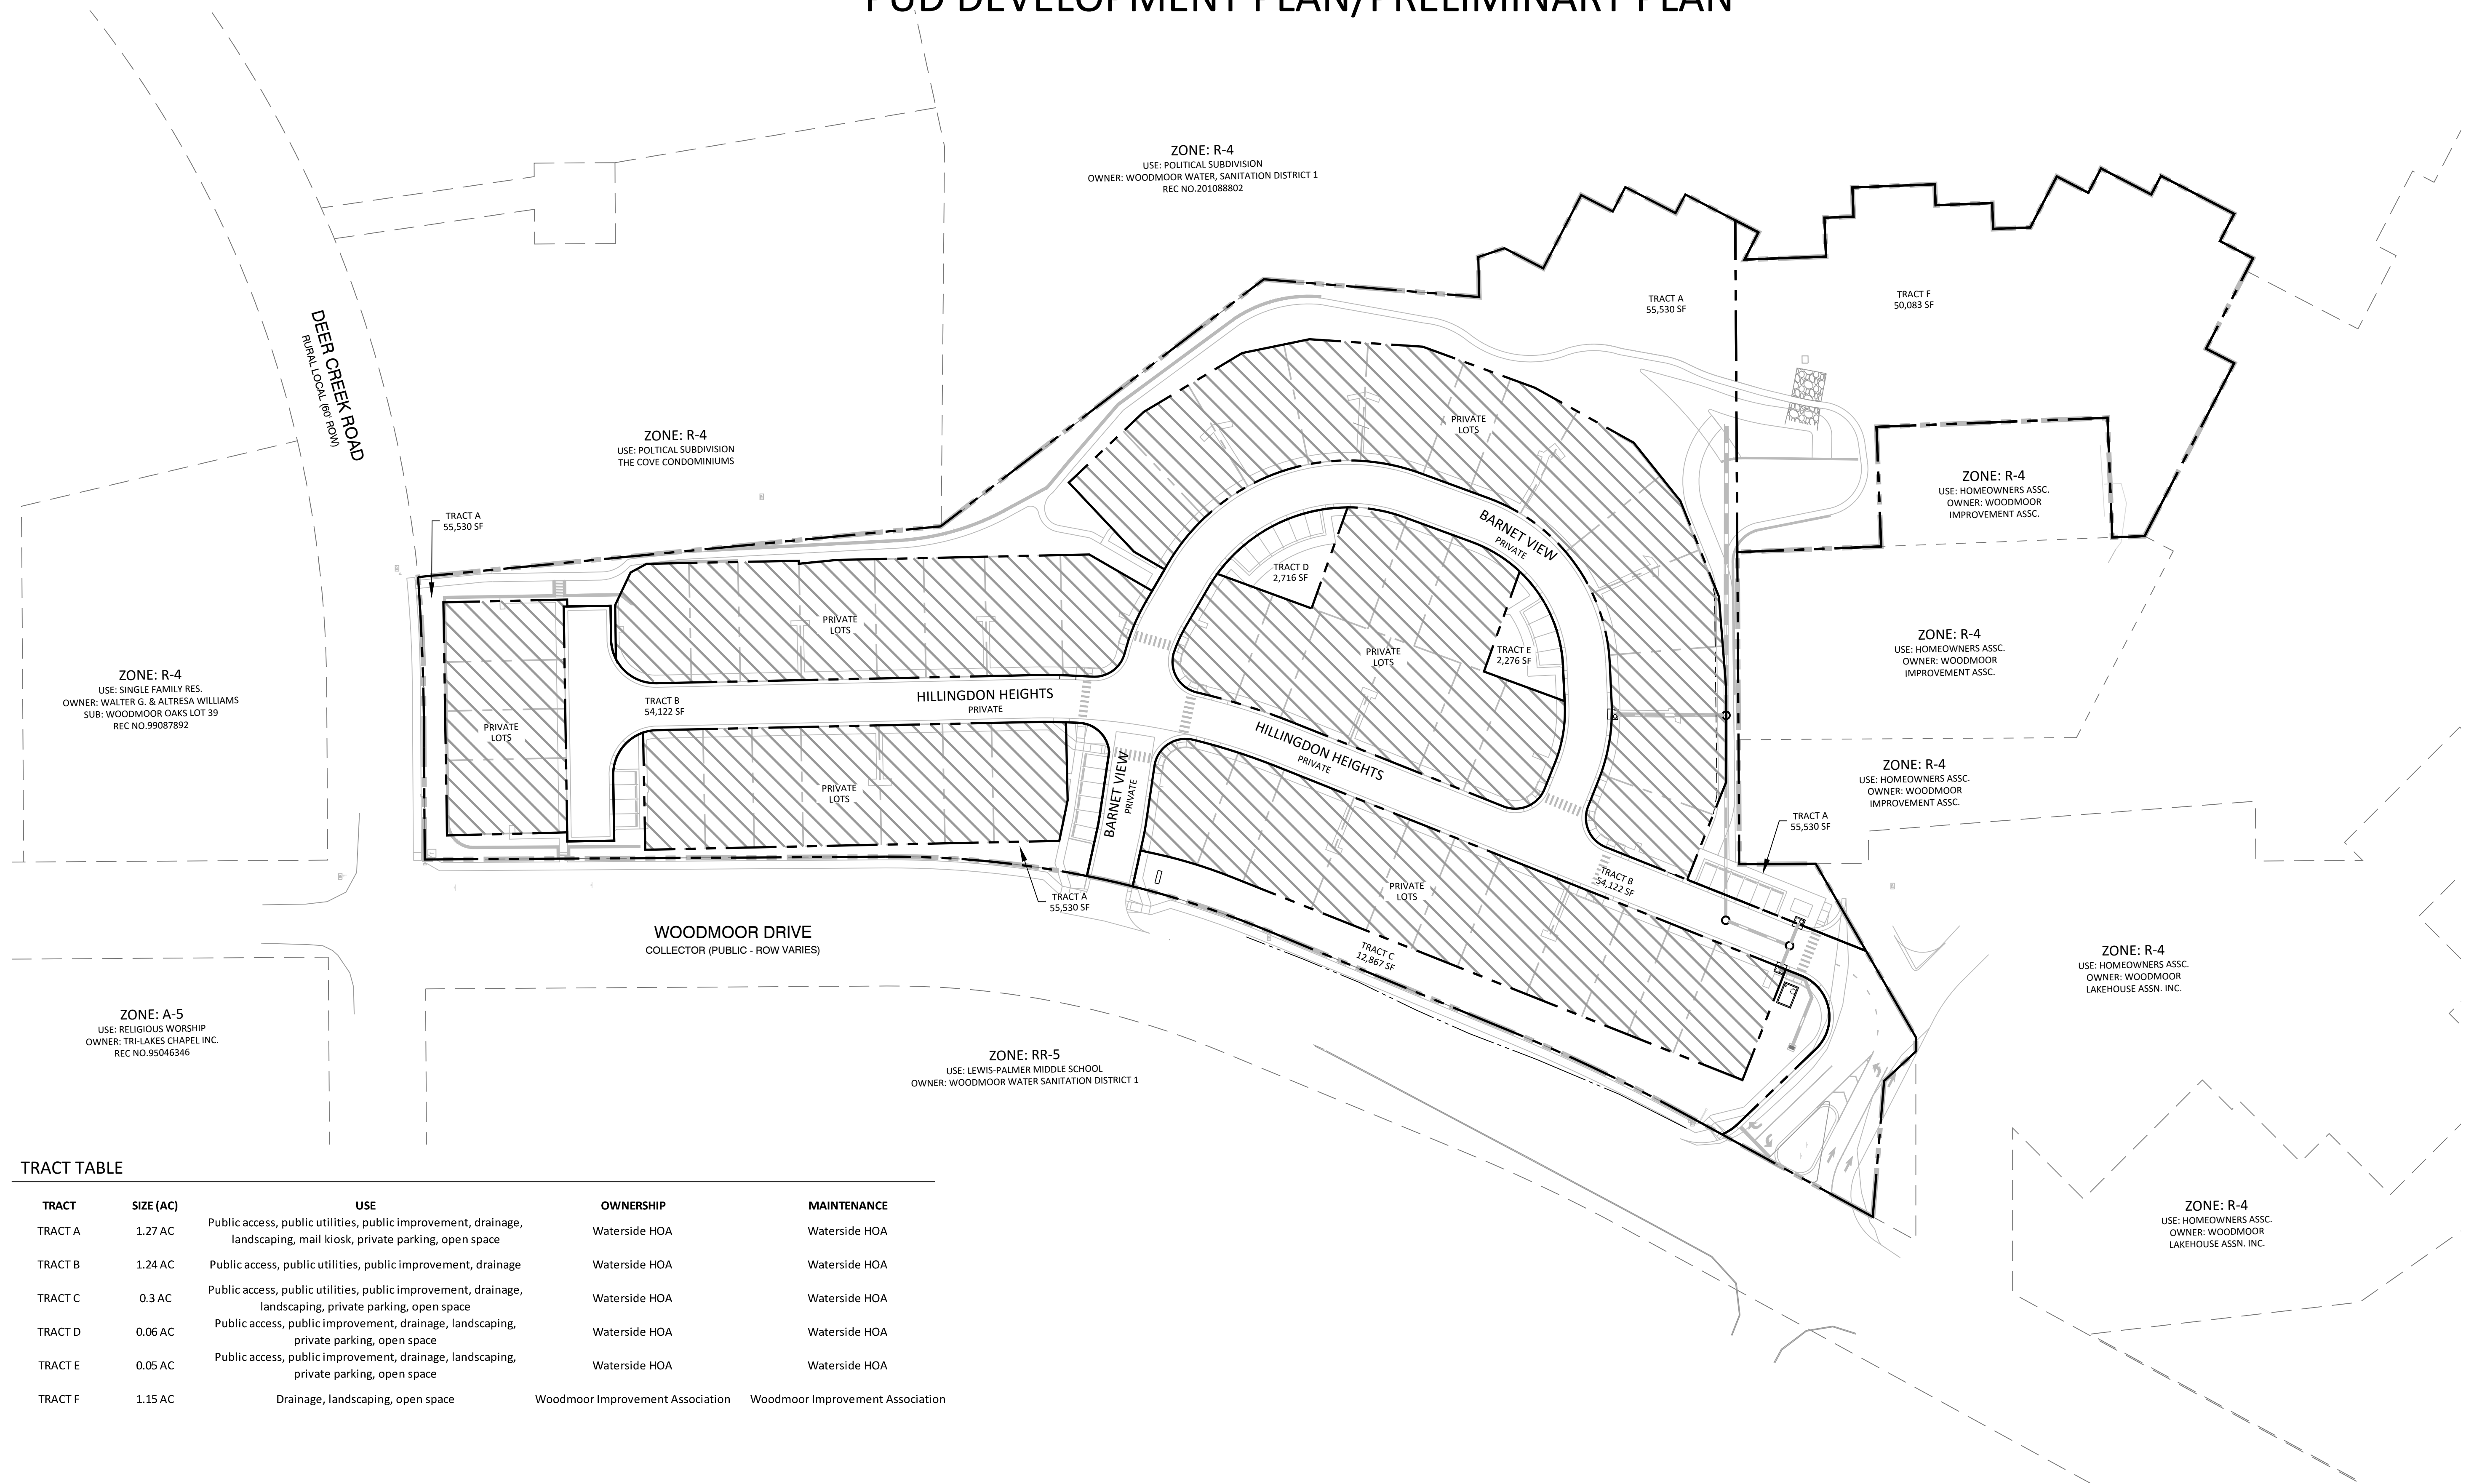 PUD DEVELOPMENT PLAN/PRELIMINARY PLAN
ZONE: R-4
USE: POLITICAL SUBDIVISION
OWNER: WOODMOOR WATER, SANITATION DISTRICT 1
REC NO.201088802
TRACT A
55,530 SF
TRACT F
50,083 SF
DEER CREEK ROAD
RURAL LOCAL (60' ROW)
ZONE: R-4
USE: POLTICAL SUBDIVISION
THE COVE CONDOMINIUMS
PRIVATE
LOTS
ZONE: R-4
USE: HOMEOWNERS ASSC.
OWNER: WOODMOOR
IMPROVEMENT ASSC.
TRACT A
55,530 SF
BARNET VIEW
PRIVATE
TRACT D
2,716 SF
PRIVATE
LOTS
PRIVATE
LOTS
TRACT E
2,276 SF
ZONE: R-4
USE: HOMEOWNERS ASSC.
OWNER: WOODMOOR
IMPROVEMENT ASSC.
ZONE: R-4
USE: SINGLE FAMILY RES.
OWNER: WALTER G. & ALTRESA WILLIAMS
SUB: WOODMOOR OAKS LOT 39
REC NO.99087892
PRIVATE
LOTS
TRACT B
54,122 SF
HILLINGDON HEIGHTS
PRIVATE
HILLINGDON HEIGHTS
PRIVATE
ZONE: R-4
USE: HOMEOWNERS ASSC.
OWNER: WOODMOOR
IMPROVEMENT ASSC.
PRIVATE
LOTS
BARNET VIEW
PRIVATE
TRACT A
55,530 SF
TRACT B
54,122 SF
PRIVATE
LOTS
TRACT A
55,530 SF
WOODMOOR DRIVE
COLLECTOR (PUBLIC - ROW VARIES)
TRACT C
12,867 SF
ZONE: R-4
USE: HOMEOWNERS ASSC.
OWNER: WOODMOOR
LAKEHOUSE ASSN. INC.
ZONE: A-5
USE: RELIGIOUS WORSHIP
OWNER: TRI-LAKES CHAPEL INC.
REC NO.95046346
ZONE: RR-5
USE: LEWIS-PALMER MIDDLE SCHOOL
OWNER: WOODMOOR WATER SANITATION DISTRICT 1
ZONE: R-4
USE: HOMEOWNERS ASSC.
OWNER: WOODMOOR
LAKEHOUSE ASSN. INC.
TRACT TABLE
TRACT SIZE (AC) USE OWNERSHIP MAINTENANCE
TRACT A 1.27 AC Public access, public utilities, public improvement, drainage, landscaping, mail kiosk, private parking, open space Waterside HOA Waterside HOA
TRACT B 1.24 AC Public access, public utilities, public improvement, drainage Waterside HOA Waterside HOA
TRACT C 0.3 AC Public access, public utilities, public improvement, drainage, landscaping, private parking, open space Waterside HOA Waterside HOA
TRACT D 0.06 AC Public access, public improvement, drainage, landscaping, private parking, open space Waterside HOA Waterside HOA
TRACT E 0.05 AC Public access, public improvement, drainage, landscaping, private parking, open space Waterside HOA Waterside HOA
TRACT F 1.15 AC Drainage, landscaping, open space Woodmoor Improvement Association Woodmoor Improvement Association